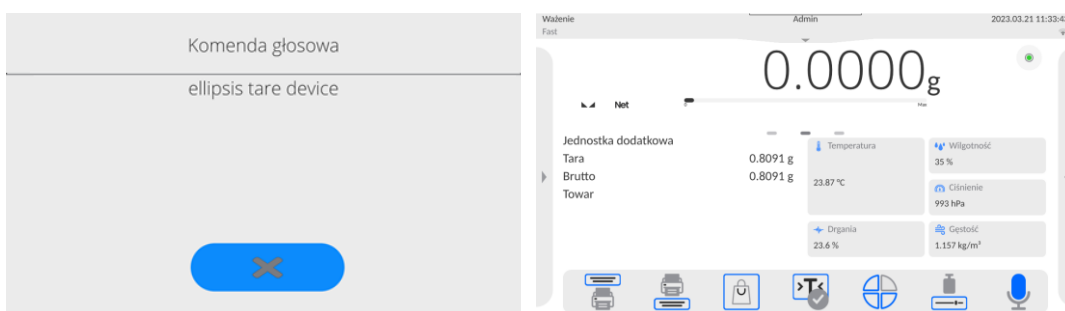 Komenda głosowa
ellipsis tare device
Ważenie
Admin
2023.03.21 11:33:4
Fast
0.0000g
Net
0
Max
Jednostka dodatkowa
Tara 0.8091 g
Brutto 0.8091 g
Towar
Temperatura
23.87 °C
Wilgotność
35 %
Ciśnienie
993 hPa
Drgania
23.6 %
Gęstość
1.157 kg/m³
>T<